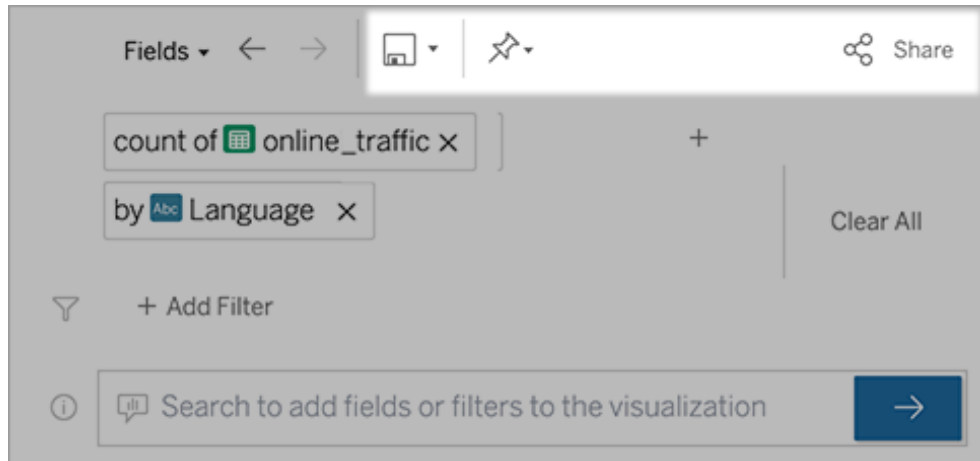 Fields
Share
count of online_traffic ×
by Abc Language ×
Clear All
+ Add Filter
Search to add fields or filters to the visualization